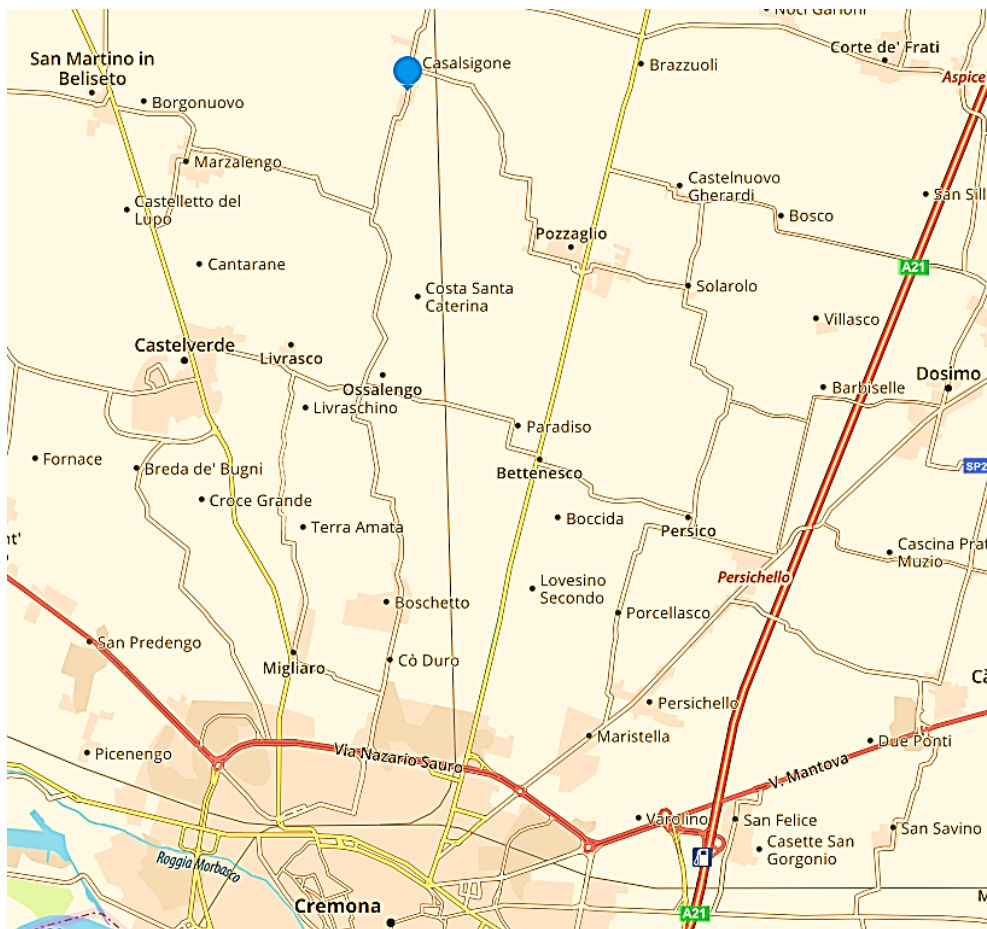 Noci Garioni
San Martino in
Beliseto
Casalsigone
Brazzuoli
Corte de' Frati
Aspice
Borgonuovo
Marzalengo
Castelnuovo
Gherardi
Castelletto del
Lupo
Bosco
San Sil
Pozzaglio
Cantarane
A21
Costa Santa
Caterina
Solarolo
Villasco
Castelverde
Livrasco
Ossalengo
Barbiselle
Dosimo
Livraschino
Paradiso
Fornace
Breda de' Bugni
Bettenesco
SP2
Croce Grande
Terra Amata
Boccida
Persico
nt'
Cascina Prat
Muzio
Persichello
Lovesino
Secondo
Boschetto
Porcellasco
San Predengo
Migliaro
Cò Duro
Cà
Persichello
Picenengo
Via Nazario Sauro
Maristella
Due Ponti
V. Mantova
Varolino
San Felice
San Savino
Casette San
Gorgonio
Roggia Morbasco
Cremona
A21
M